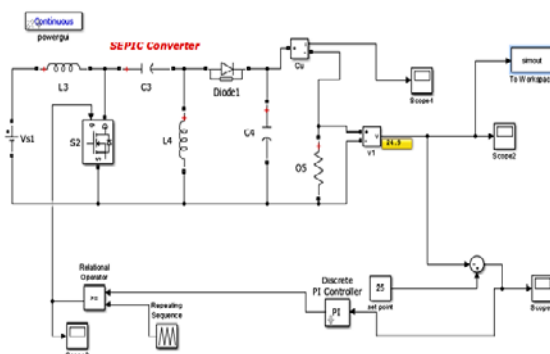 Continuous
powergui
SEPIC Converter
L3
C3
Diode1
Cu
Scope4
simout
To Workspace
Vs1
S2
L4
C4
O5
V1
24.9
Scope2
Relational
Operator
Repeating
Sequence
Discrete
PI Controller
PI
25
set point